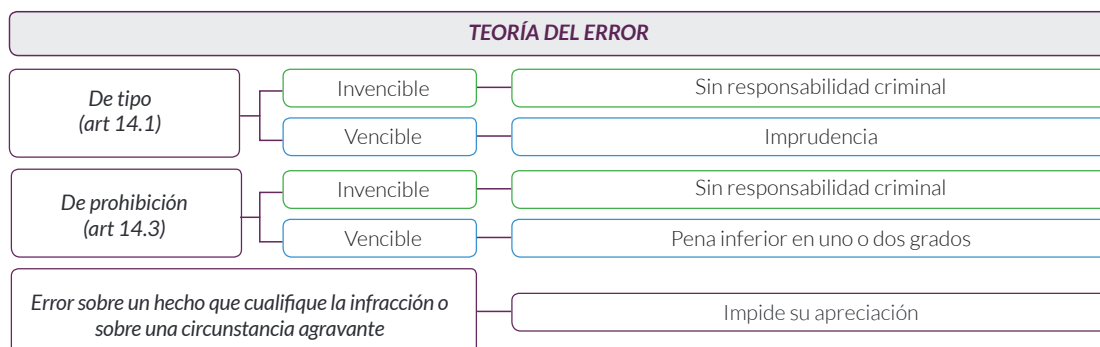 TEORÍA DEL ERROR
De tipo
(art 14.1)
Invencible
Sin responsabilidad criminal
Vencible
Imprudencia
De prohibición
(art 14.3)
Invencible
Sin responsabilidad criminal
Vencible
Pena inferior en uno o dos grados
Error sobre un hecho que cualifique la infracción o
sobre una circunstancia agravante
Impide su apreciación